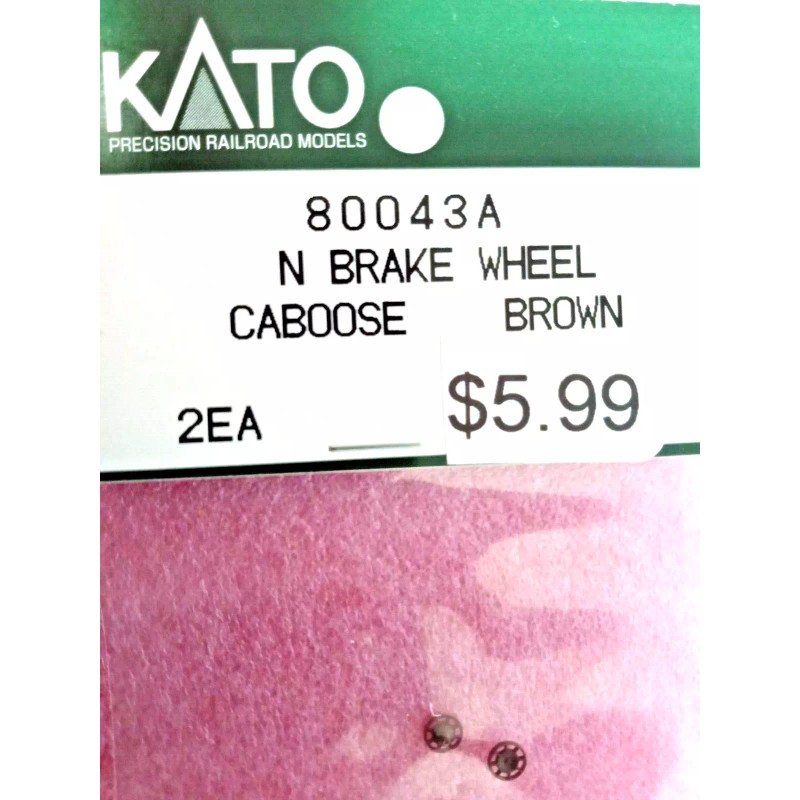 KATO
PRECISION RAILROAD MODELS
80043A
N BRAKE WHEEL
CABOOSE BROWN
2EA
$5.99